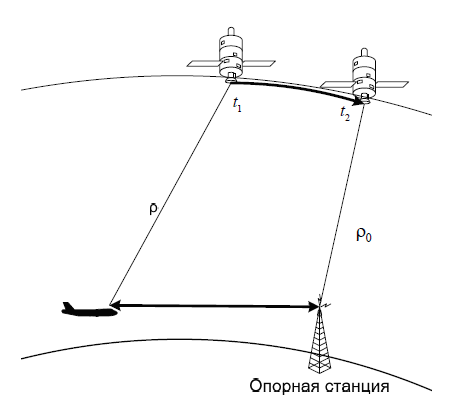 t₁
t₂
ρ
ρ₀
Опорная станция